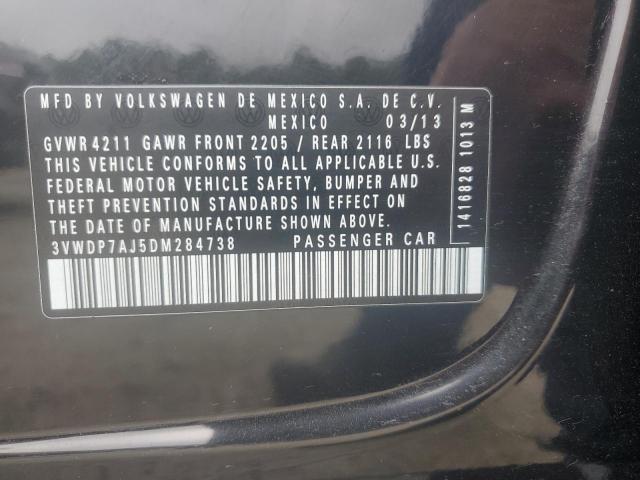 MFD BY VOLKSWAGEN DE MEXICO S.A. DE C.V.
MEXICO 03/13
GVWR 4211 GAWR FRONT 2205 / REAR 2116 LBS
THIS VEHICLE CONFORMS TO ALL APPLICABLE U.S.
FEDERAL MOTOR VEHICLE SAFETY, BUMPER AND
THEFT PREVENTION STANDARDS IN EFFECT ON
THE DATE OF MANUFACTURE SHOWN ABOVE.
3VWDP7AJ5DM284738 PASSENGER CAR
1416828 1013 M